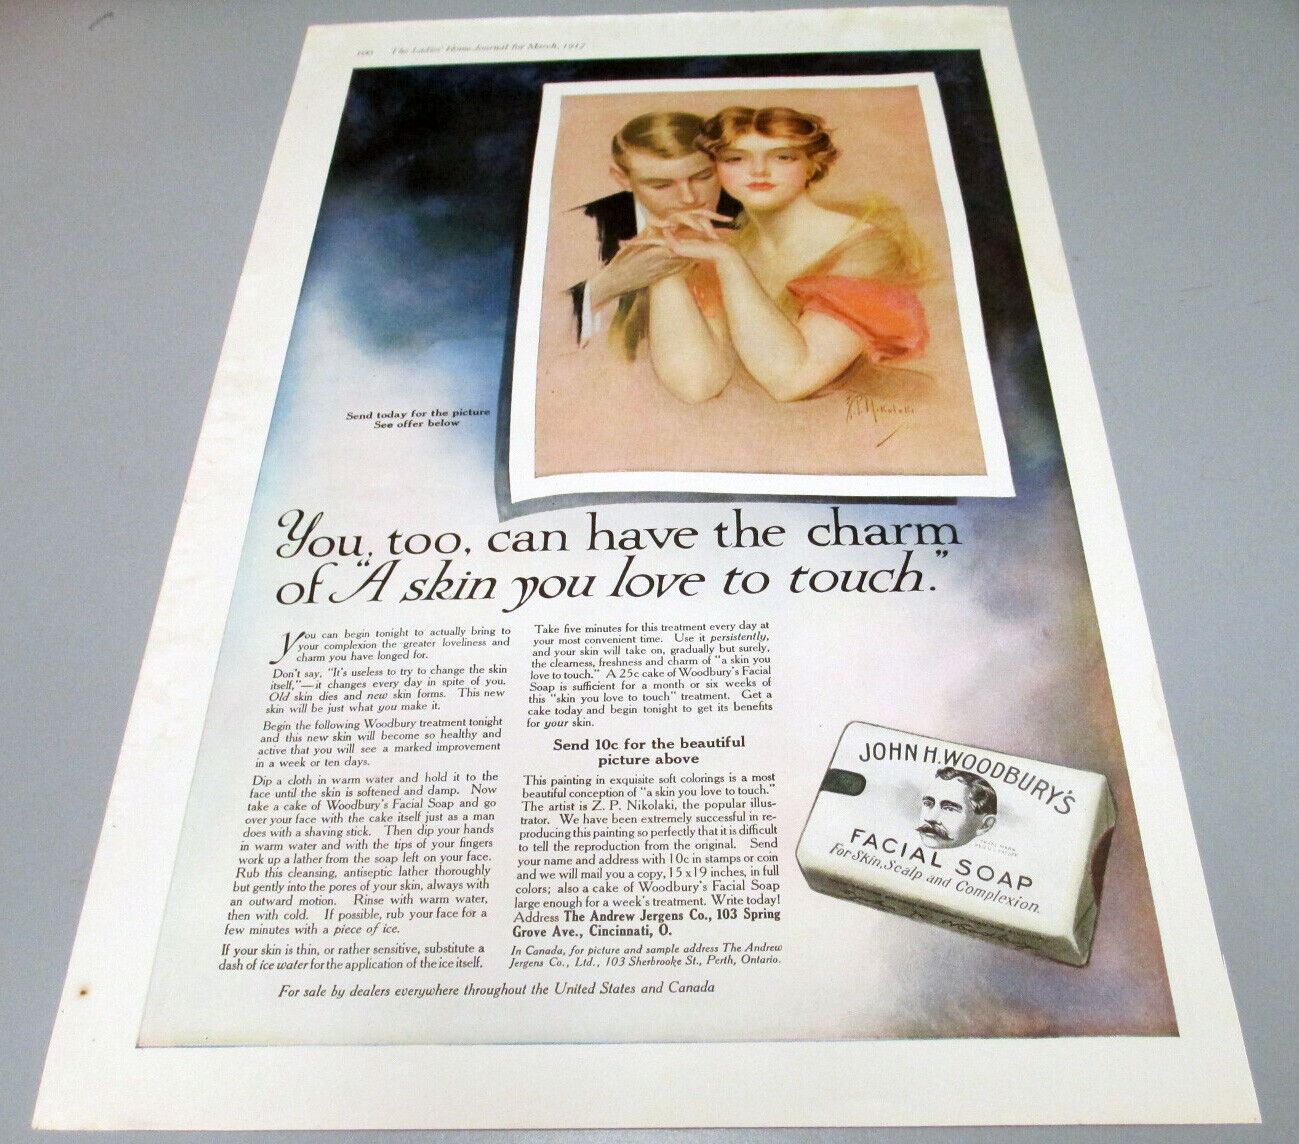 100 The Ladies' Home Journal for March, 1917
Z.P. Nikolaki
Send today for the picture
See offer below
You, too, can have the charm
of "A skin you love to touch."
You can begin tonight to actually bring to
your complexion the greater loveliness and
charm you have longed for.
Don't say, "It's useless to try to change the skin
itself,"—it changes every day in spite of you.
Old skin dies and new skin forms. This new
skin will be just what you make it.
Begin the following Woodbury treatment tonight
and this new skin will become so healthy and
active that you will see a marked improvement
in a week or ten days.
Dip a cloth in warm water and hold it to the
face until the skin is softened and damp. Now
take a cake of Woodbury's Facial Soap and go
over your face with the cake itself just as a man
does with a shaving stick. Then dip your hands
in warm water and with the tips of your fingers
work up a lather from the soap left on your face.
Rub this cleansing, antiseptic lather thoroughly
but gently into the pores of your skin, always with
an outward motion. Rinse with warm water,
then with cold. If possible, rub your face for a
few minutes with a piece of ice.
If your skin is thin, or rather sensitive, substitute a
dash of ice water for the application of the ice itself.
Take five minutes for this treatment every day at
your most convenient time. Use it persistently,
and your skin will take on, gradually but surely,
the clearness, freshness and charm of "a skin you
love to touch." A 25c cake of Woodbury's Facial
Soap is sufficient for a month or six weeks of
this "skin you love to touch" treatment. Get a
cake today and begin tonight to get its benefits
for your skin.
Send 10c for the beautiful
picture above
This painting in exquisite soft colorings is a most
beautiful conception of "a skin you love to touch."
The artist is Z. P. Nikolaki, the popular illus-
trator. We have been extremely successful in re-
producing this painting so perfectly that it is difficult
to tell the reproduction from the original. Send
your name and address with 10c in stamps or coin
and we will mail you a copy, 15 x 19 inches, in full
colors; also a cake of Woodbury's Facial Soap
large enough for a week's treatment. Write today!
Address The Andrew Jergens Co., 103 Spring
Grove Ave., Cincinnati, O.
In Canada, for picture and sample address The Andrew
Jergens Co., Ltd., 103 Sherbrooke St., Perth, Ontario.
For sale by dealers everywhere throughout the United States and Canada
JOHN H. WOODBURY'S
FACIAL SOAP
For Skin, Scalp and Complexion.